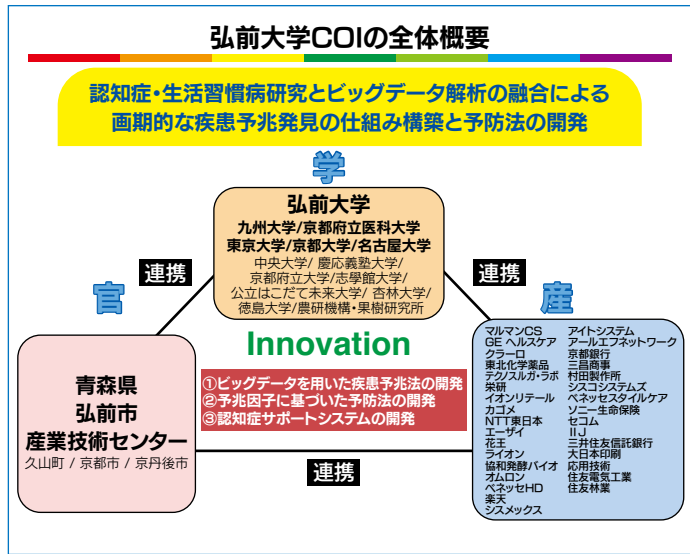 弘前大学COIの全体概要
認知症・生活習慣病研究とビッグデータ解析の融合による
画期的な疾患予兆発見の仕組み構築と予防法の開発
学
弘前大学
九州大学/京都府立医科大学
東京大学/京都大学/名古屋大学
中央大学/ 慶応義塾大学/
京都府立大学/志學館大学/
公立はこだて未来大学/ 杏林大学/
徳島大学/農研機構・果樹研究所
連携
連携
官
産
青森県
弘前市
産業技術センター
久山町 / 京都市 / 京丹後市
Innovation
①ビッグデータを用いた疾患予兆法の開発
②予兆因子に基づいた予防法の開発
③認知症サポートシステムの開発
連携
マルマンCS
GE ヘルスケア
クラーロ
東北化学薬品
テクノスルガ・ラボ
栄研
イオンリテール
カゴメ
NTT東日本
エーザイ
花王
ライオン
協和発酵バイオ
オムロン
ベネッセHD
楽天
シスメックス
アイトシステム
アールエフネットワーク
京都銀行
三昌商事
村田製作所
シスコシステムズ
ベネッセスタイルケア
ソニー生命保険
セコム
IIJ
三井住友信託銀行
大日本印刷
応用技術
住友電気工業
住友林業